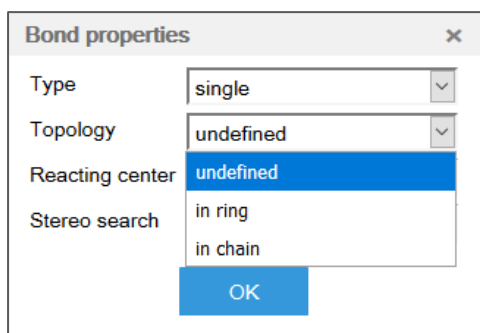 Bond properties ×
Type single
Topology undefined
Reacting center undefined
in ring
Stereo search
in chain
OK